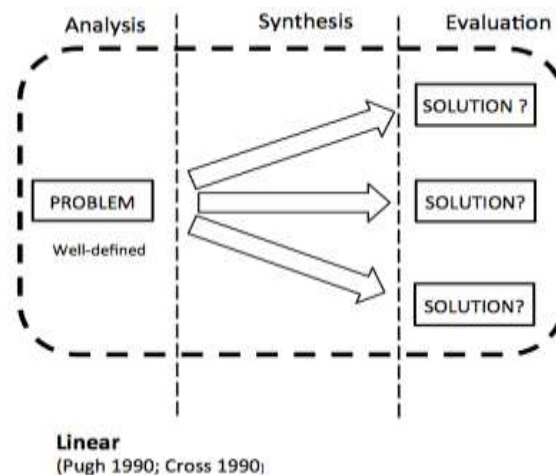 Analysis Synthesis Evaluation
SOLUTION ?
PROBLEM SOLUTION?
Well-defined
SOLUTION?
Linear
(Pugh 1990; Cross 1990)